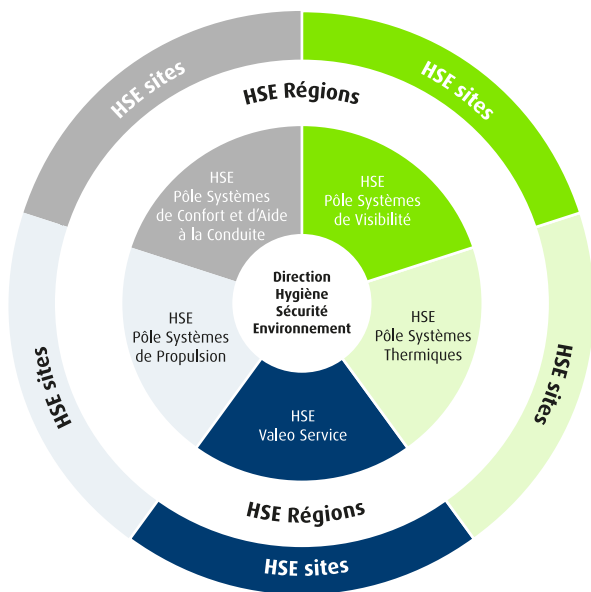 HSE sites
HSE sites
HSE Régions
HSE
Pôle Systèmes
de Confort et d'Aide
à la Conduite
HSE
Pôle Systèmes
de Visibilité
Direction
Hygiène
Sécurité
Environnement
HSE
Pôle Systèmes
de Propulsion
HSE
Pôle Systèmes
Thermiques
HSE sites
HSE sites
HSE
Valeo Service
HSE Régions
HSE sites